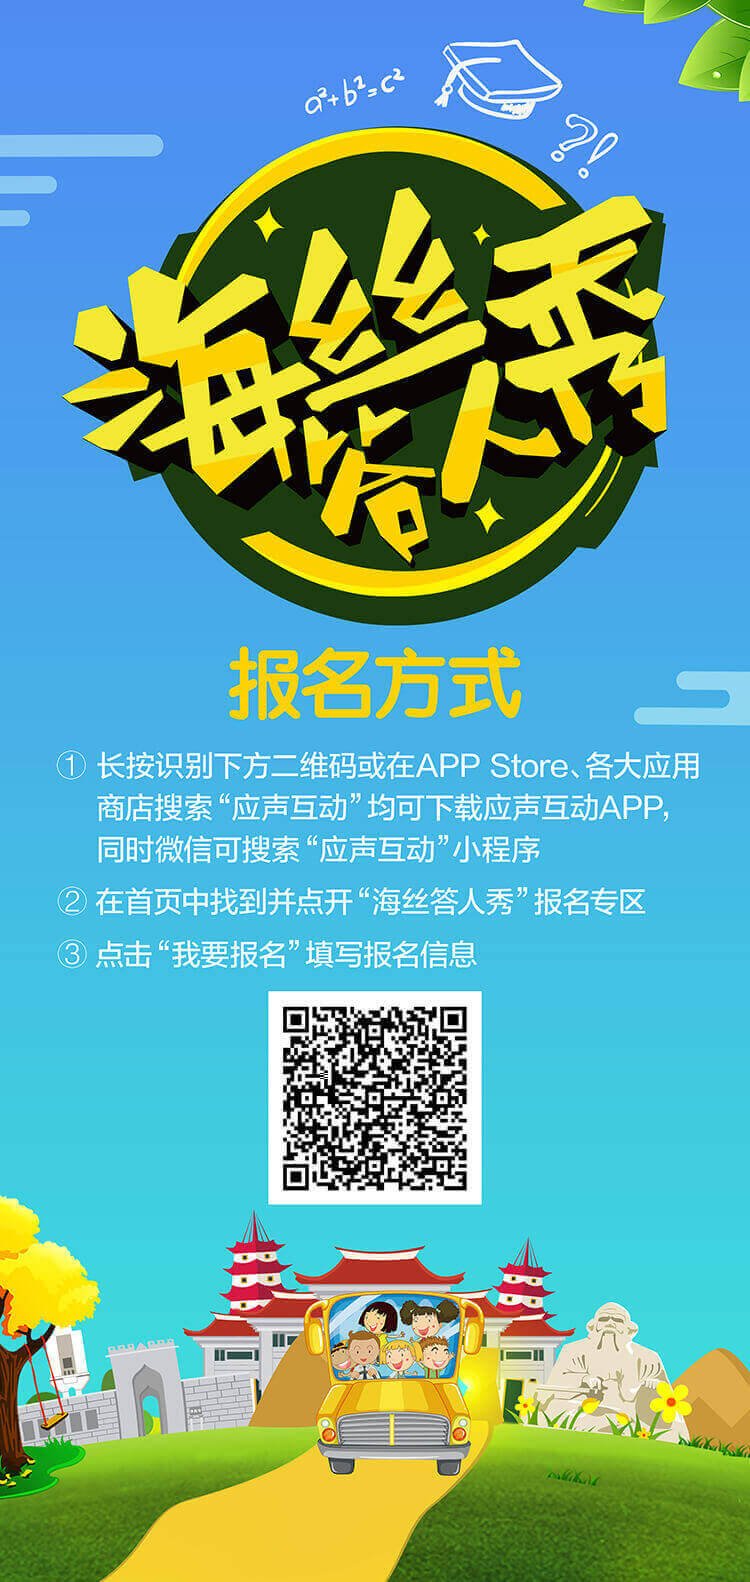 a²+b²=c²
?!
海丝秀
答人
报名方式
① 长按识别下方二维码或在APP Store、各大应用
商店搜索“应声互动”均可下载应声互动APP，
同时微信可搜索“应声互动”小程序
② 在首页中找到并点开“海丝答人秀”报名专区
③ 点击“我要报名”填写报名信息